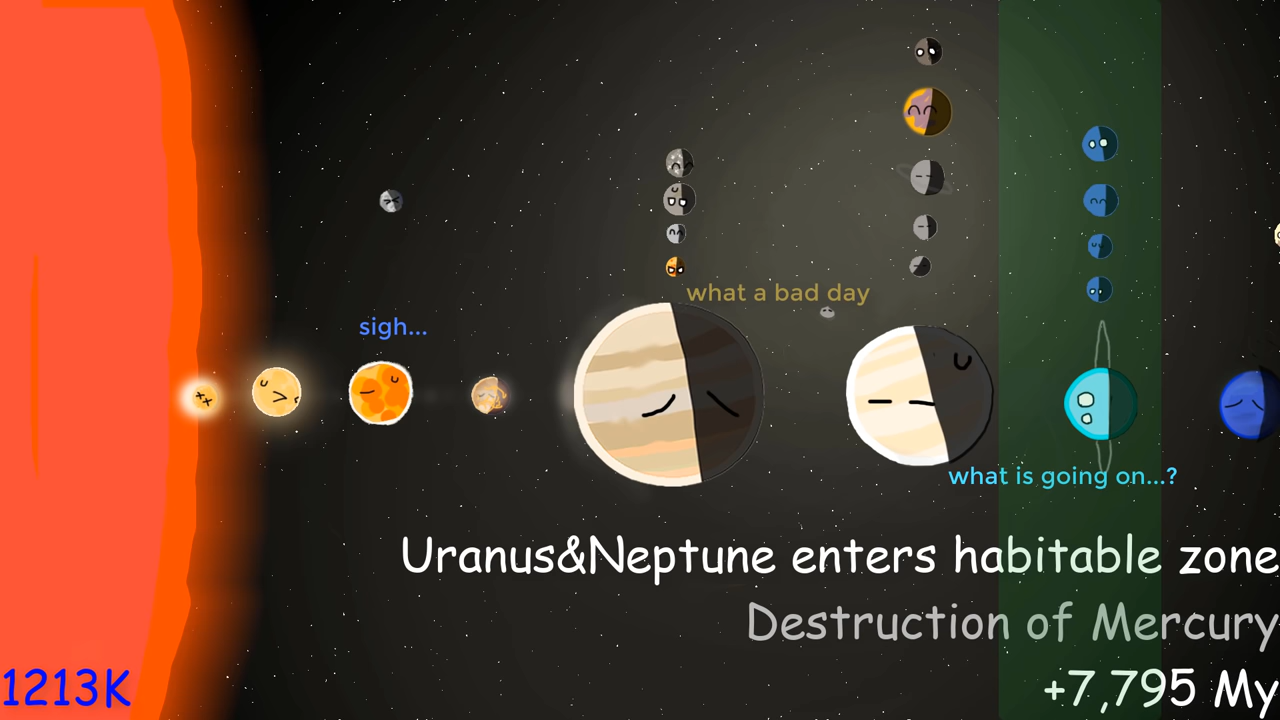 what a bad day
sigh...
what is going on...?
Uranus&Neptune enters habitable zone
Destruction of Mercury
1213K
+7,795 My